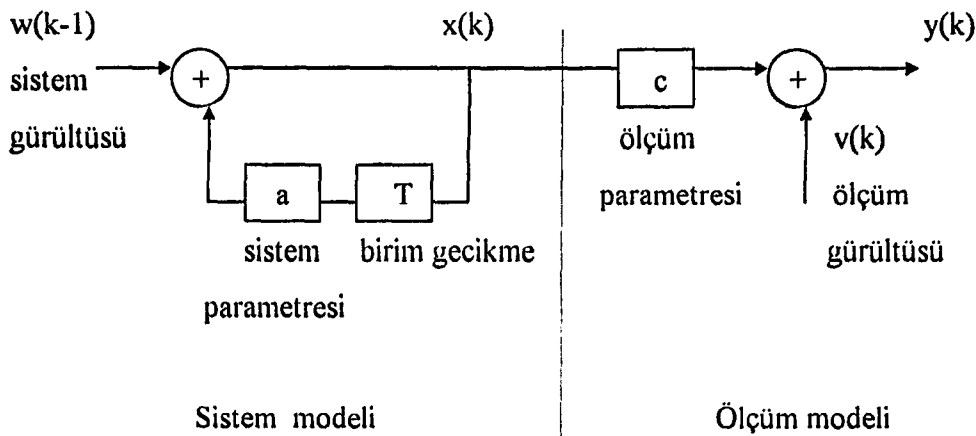 w(k-1) x(k) y(k)
sistem
gürültüsü
+
c
+
a
T
ölçüm
parametresi
v(k)
ölçüm
gürültüsü
sistem
parametresi
birim gecikme
Sistem modeli
Ölçüm modeli